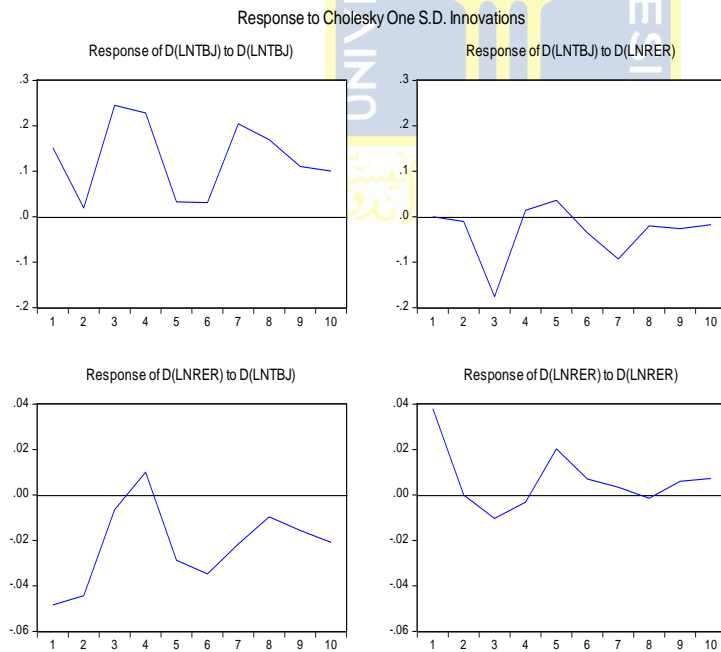 Response to Cholesky One S.D. Innovations
Response of D(LNTBJ) to D(LNTBJ)
.3
.2
.1
.0
-.1
-.2
1 2 3 4 5 6 7 8 9 10
Response of D(LNTBJ) to D(LNRER)
.3
.2
.1
.0
-.1
-.2
1 2 3 4 5 6 7 8 9 10
Response of D(LNRER) to D(LNTBJ)
.04
.02
.00
-.02
-.04
-.06
1 2 3 4 5 6 7 8 9 10
Response of D(LNRER) to D(LNRER)
.04
.02
.00
-.02
-.04
-.06
1 2 3 4 5 6 7 8 9 10